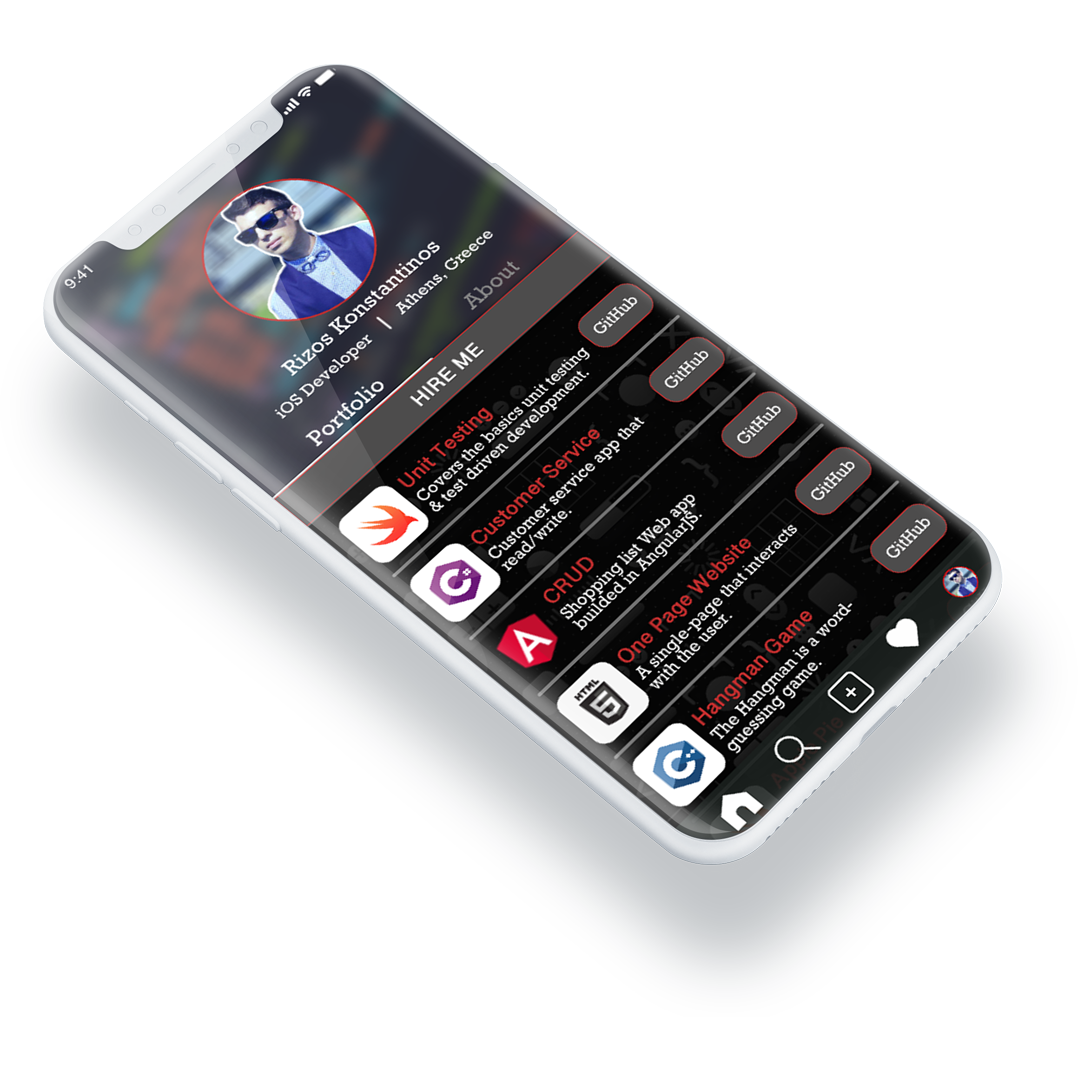 9:41
Rizos Konstantinos
iOS Developer | Athens, Greece
Portfolio About
HIRE ME
Unit Testing
Covers the basics unit testing
& test driven development.
GitHub
Customer Service
Customer service app that
read/write.
GitHub
CRUD
Shopping list Web app
builded in AngularJS.
GitHub
One Page Website
A single-page that interacts
with the user.
GitHub
HTML
5
Hangman Game
The Hangman is a word-
guessing game.
GitHub